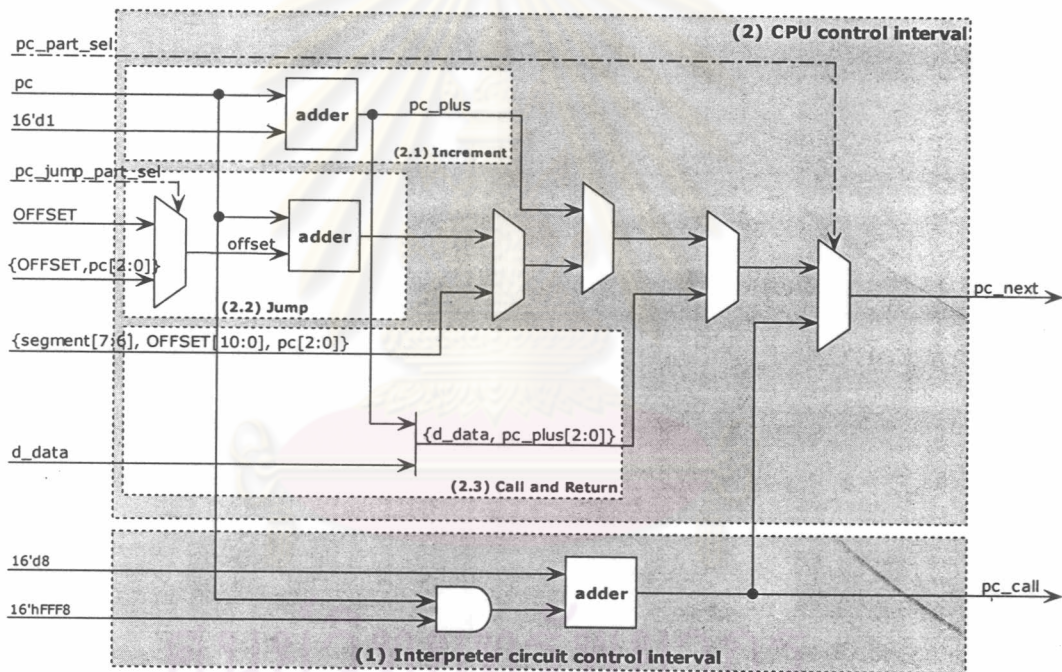 (2) CPU control interval
pc_part_sel
pc
16'd1
adder
pc_plus
(2.1) Increment
pc_jump_part_sel
OFFSET
{OFFSET,pc[2:0]}
offset
adder
(2.2) Jump
pc_next
{segment[7:6], OFFSET[10:0], pc[2:0]}
{d_data, pc_plus[2:0]}
d_data
(2.3) Call and Return
16'd8
16'hFFF8
adder
pc_call
(1) Interpreter circuit control interval